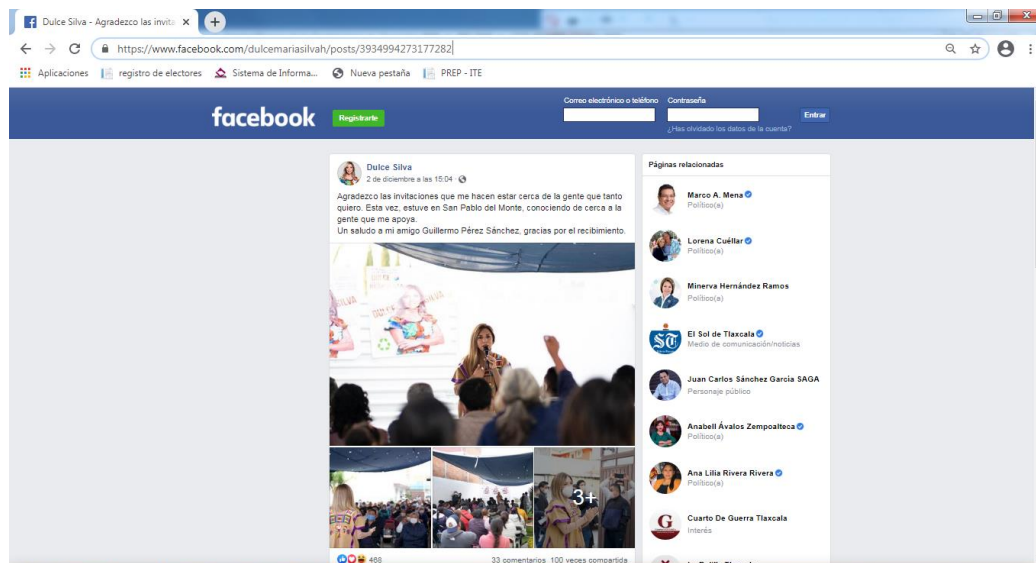 Dulce Silva - Agradezco las invita
https://www.facebook.com/dulcemariasilvah/posts/3934994273177282
Aplicaciones registro de electores Sistema de Informa... Nueva pestaña PREP - ITE
facebook
Registrarte
Correo electrónico o teléfono Contraseña
Entrar
¿Has olvidado los datos de la cuenta?
Dulce Silva
2 de diciembre a las 15:04
Agradezco las invitaciones que me hacen estar cerca de la gente que tanto
quiero. Esta vez, estuve en San Pablo del Monte, conociendo de cerca a la
gente que me apoya.
Un saludo a mi amigo Guillermo Pérez Sánchez, gracias por el recibimiento.
SILVA
DULCE
SILVA
3+
468
33 comentarios 100 veces compartida
Páginas relacionadas
Marco A. Mena
Político(a)
Lorena Cuéllar
Político(a)
Minerva Hernández Ramos
Político(a)
ST
El Sol de Tlaxcala
Medio de comunicación/noticias
Juan Carlos Sánchez García SAGA
Personaje público
Anabell Ávalos Zempoalteca
Político(a)
Ana Lilia Rivera Rivera
Político(a)
G
Cuarto De Guerra Tlaxcala
Interés